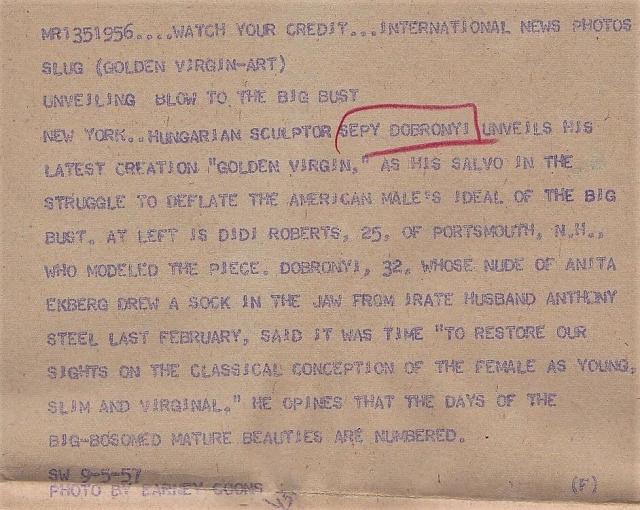 MR1351956....WATCH YOUR CREDIT...INTERNATIONAL NEWS PHOTOS
SLUG (GOLDEN VIRGIN-ART)
UNVEILING BLOW TO THE BIG BUST
NEW YORK..HUNGARIAN SCULPTOR SEPY DOBRONYI UNVEILS HIS
LATEST CREATION "GOLDEN VIRGIN," AS HIS SALVO IN THE
STRUGGLE TO DEFLATE THE AMERICAN MALE'S IDEAL OF THE BIG
BUST. AT LEFT IS DIDI ROBERTS, 25, OF PORTSMOUTH, N.H.,
WHO MODELED THE PIECE. DOBRONYI, 32, WHOSE NUDE OF ANITA
EKBERG DREW A SOCK IN THE JAW FROM IRATE HUSBAND ANTHONY
STEEL LAST FEBRUARY, SAID IT WAS TIME "TO RESTORE OUR
SIGHTS ON THE CLASSICAL CONCEPTION OF THE FEMALE AS YOUNG,
SLIM AND VIRGINAL." HE OPINES THAT THE DAYS OF THE
BIG-BOSOMED MATURE BEAUTIES ARE NUMBERED.
SW 9-5-57
PHOTO BY BARNEY COONS (F)